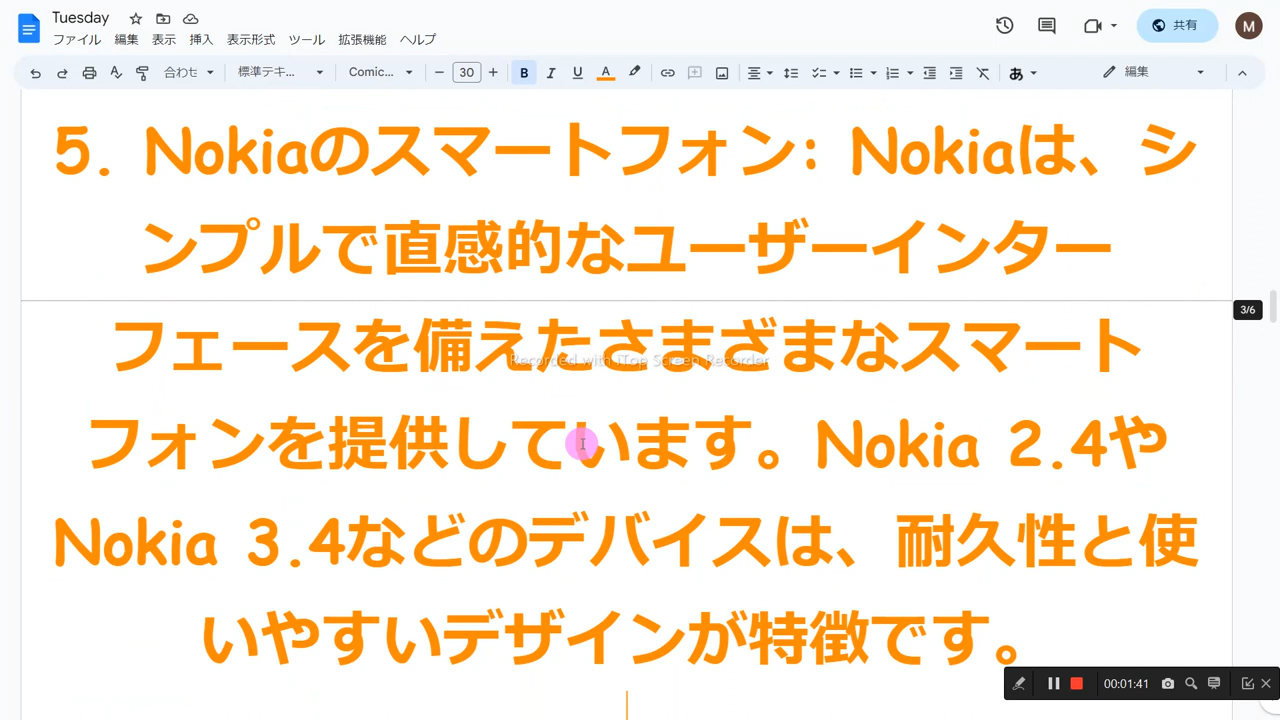 Tuesday
ファイル 編集 表示 挿入 表示形式 ツール 拡張機能 ヘルプ
共有
M
合わせ 標準テキ... Comic... − 30 + B I U A あ 編集
5. Nokiaのスマートフォン: Nokiaは、シ
ンプルで直感的なユーザーインター
3/6
フェースを備えたさまざまなスマート
Recorded with iTop Screen Recorder
フォンを提供しています。Nokia 2.4や
Nokia 3.4などのデバイスは、耐久性と使
いやすいデザインが特徴です。
00:01:41